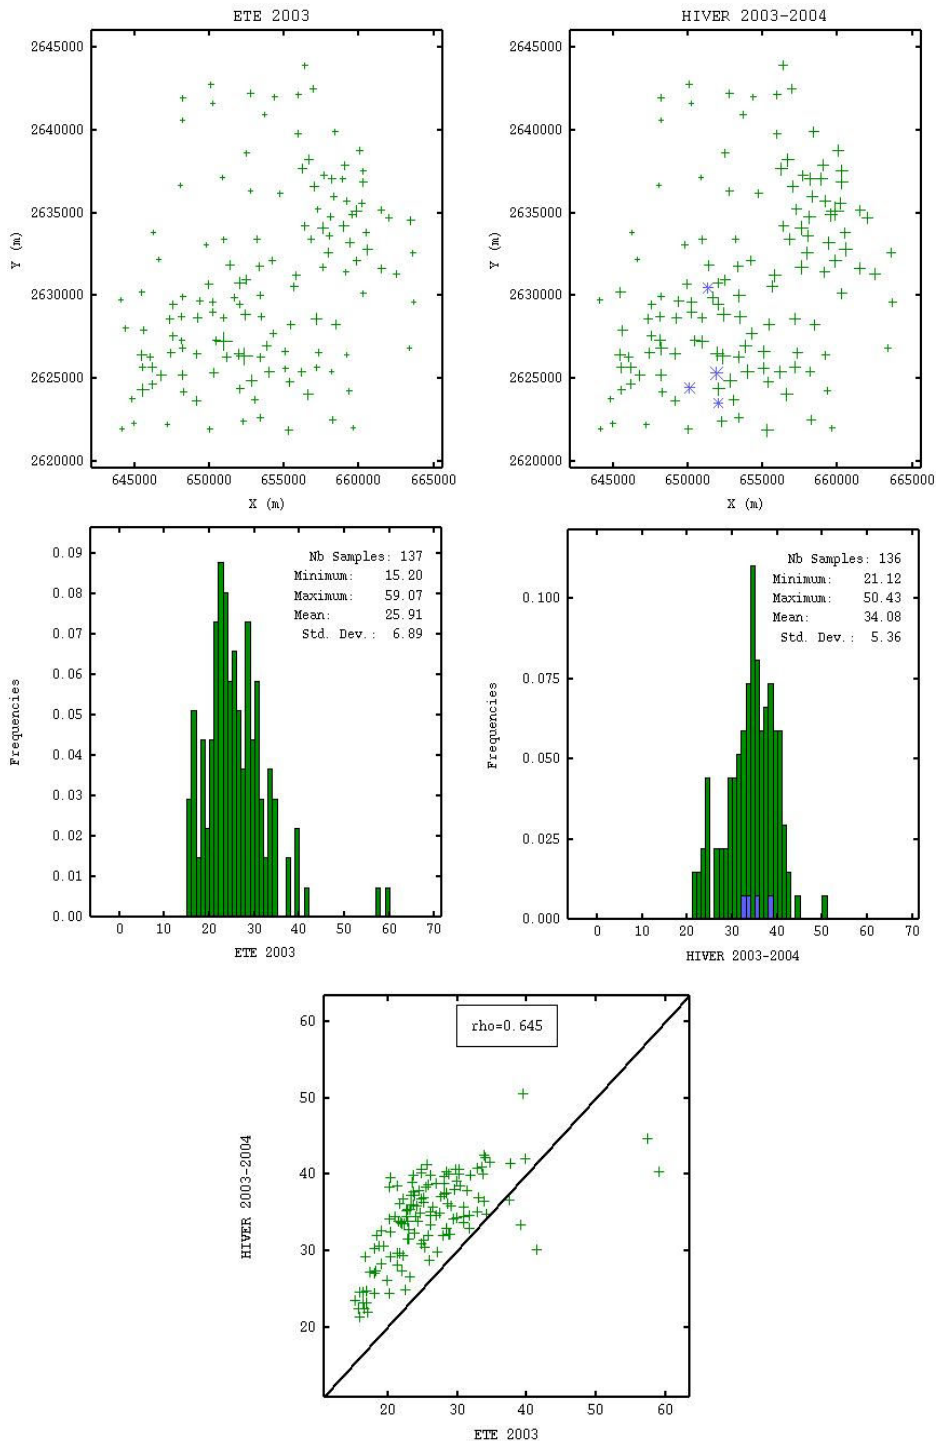 ETE 2003
2645000
2640000
2635000
2630000
2625000
2620000
Y (m)
645000 650000 655000 660000 665000
X (m)
HIVER 2003-2004
2645000
2640000
2635000
2630000
2625000
2620000
Y (m)
645000 650000 655000 660000 665000
X (m)
0.09
0.08
0.07
0.06
0.05
0.04
0.03
0.02
0.01
0.00
Frequencies
Nb Samples: 137
Minimum: 15.20
Maximum: 59.07
Mean: 25.91
Std. Dev.: 6.89
0 10 20 30 40 50 60 70
ETE 2003
0.100
0.075
0.050
0.025
0.000
Frequencies
Nb Samples: 136
Minimum: 21.12
Maximum: 50.43
Mean: 34.08
Std. Dev.: 5.36
0 10 20 30 40 50 60 70
HIVER 2003-2004
rho=0.645
60
50
40
30
20
HIVER 2003-2004
20 30 40 50 60
ETE 2003